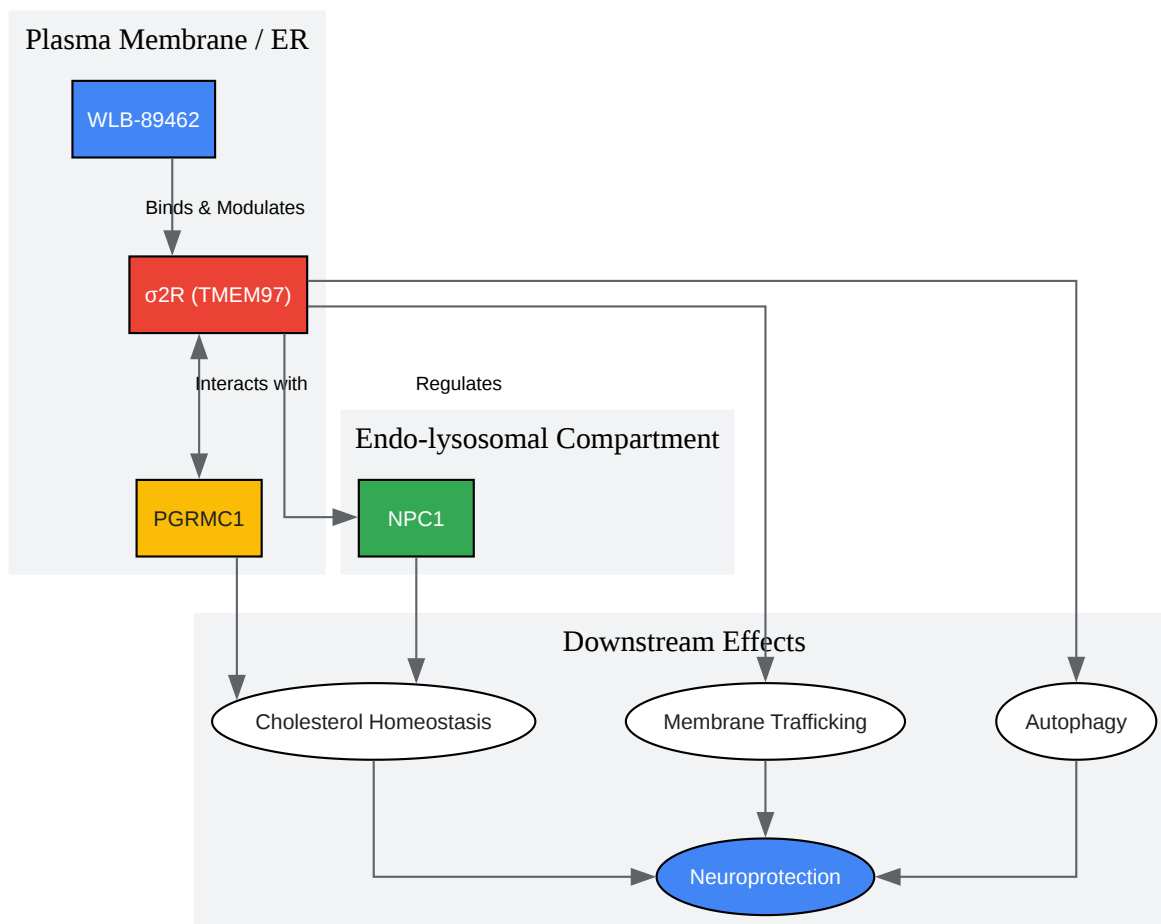 Plasma Membrane / ER
WLB-89462
Binds & Modulates
σ2R (TMEM97)
Interacts with
Regulates
Endo-lysosomal Compartment
PGRMC1
NPC1
Downstream Effects
Cholesterol Homeostasis
Membrane Trafficking
Autophagy
Neuroprotection